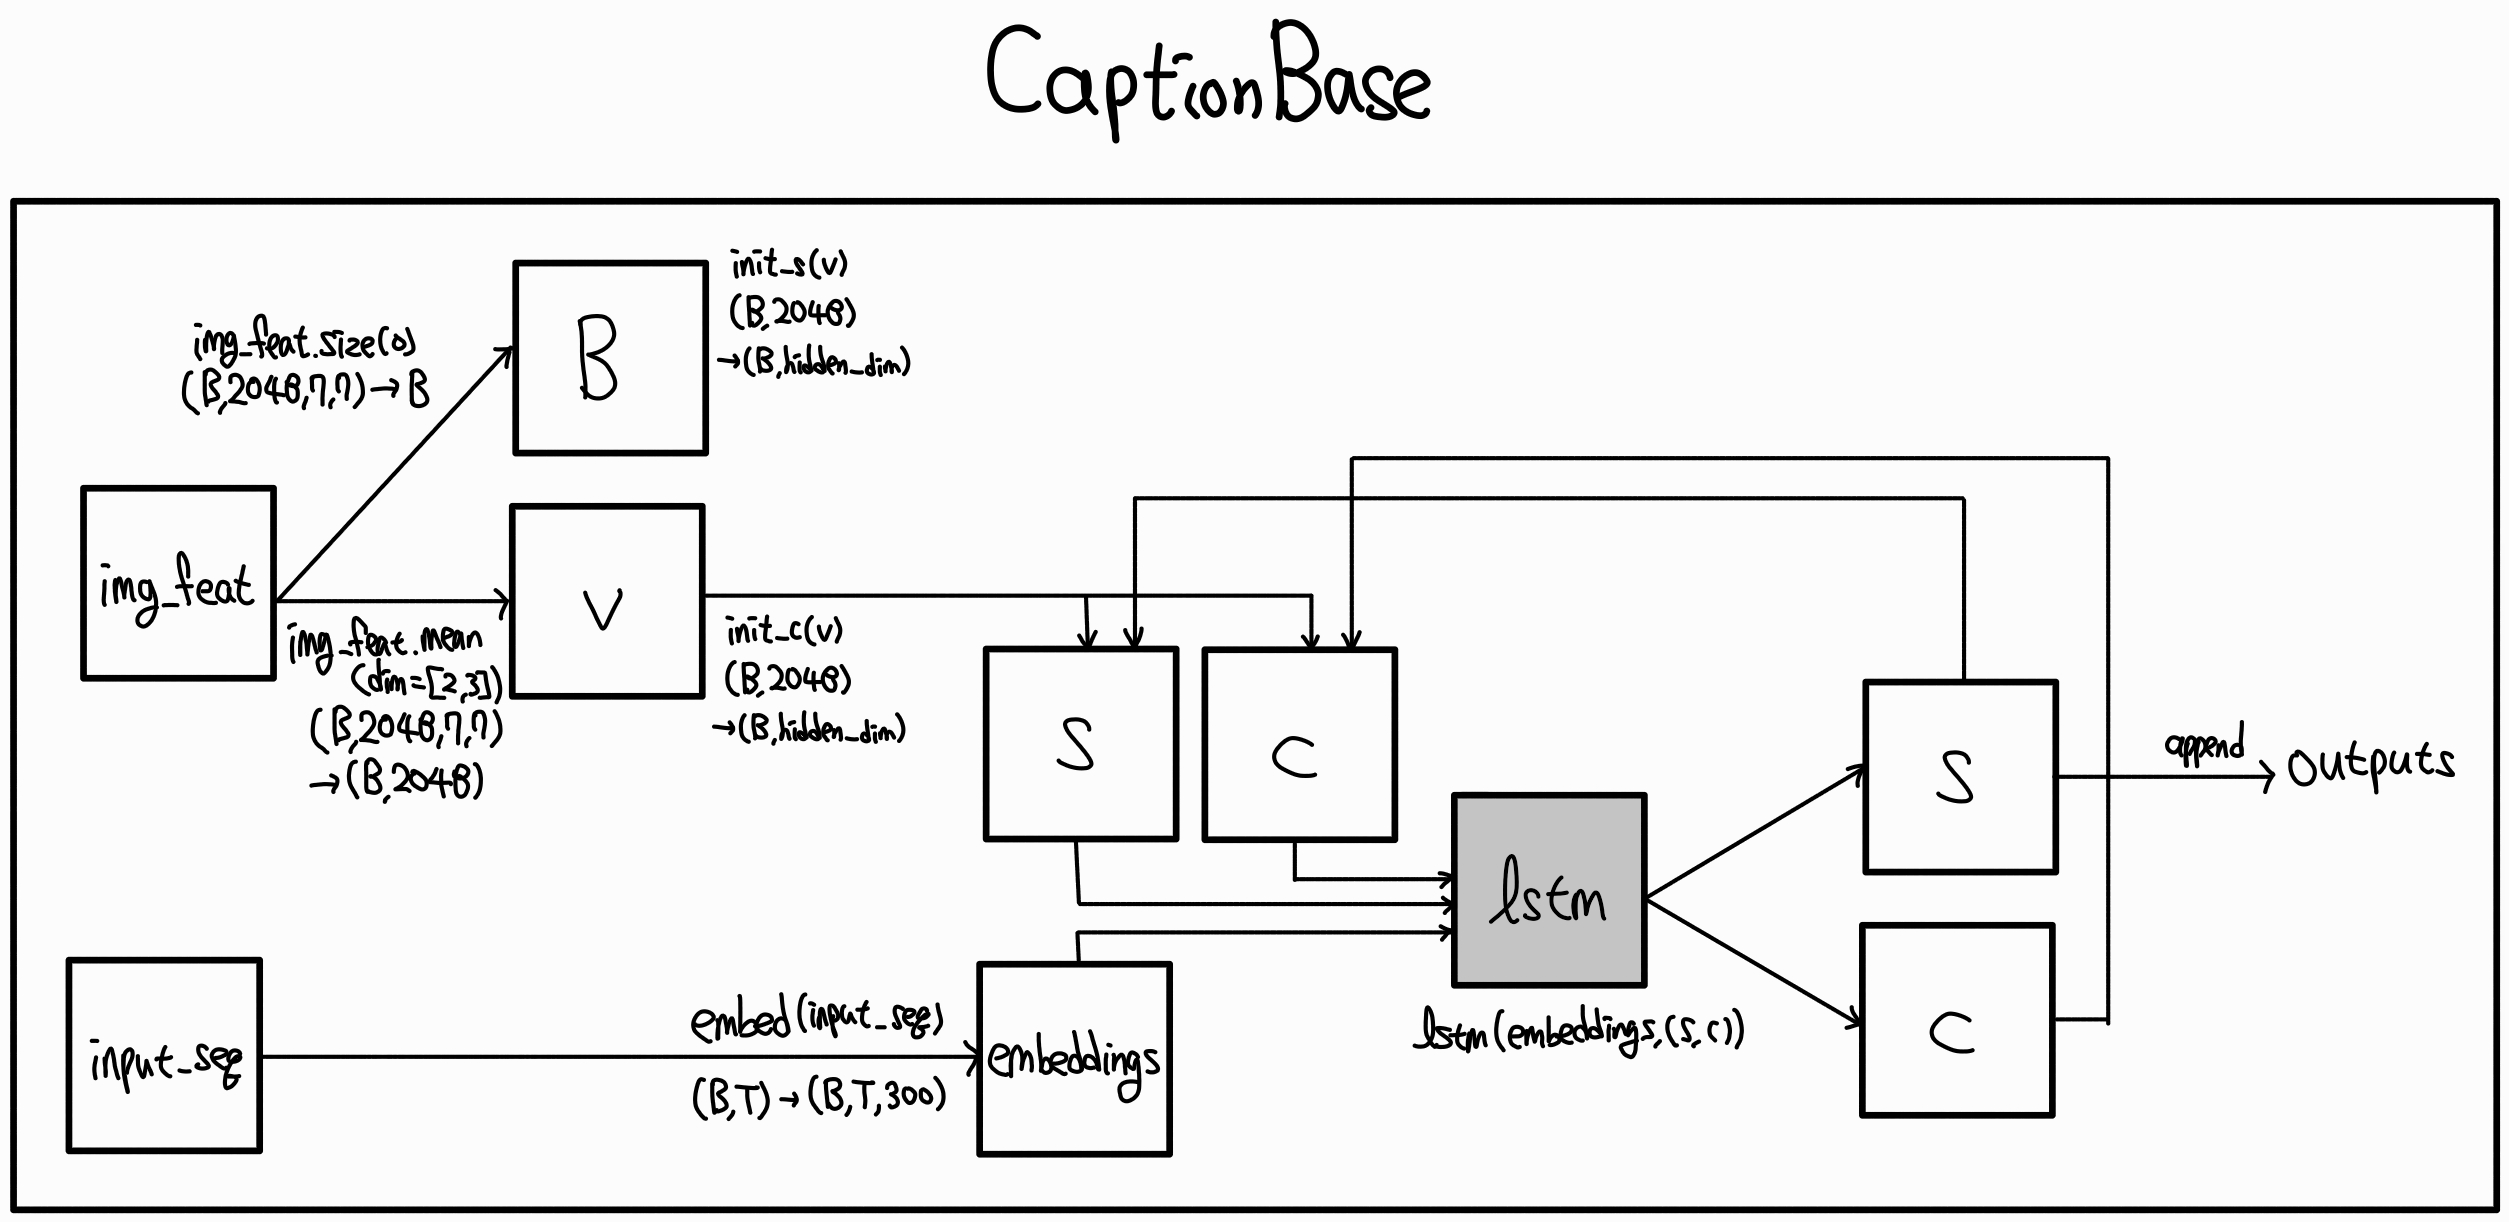 CaptionBase
img_feat.size(0)
(B,2048,7,7) → B
B
init_s(v)
(B,2048)
→(B,hidden_dim)
img_feat
img_feat.mean
(dim=[2,3])
(B,2048,7,7)
→(B,2048)
V
init_c(v)
(B,2048)
→(B,hidden_dim)
S
C
lstm
lstm(embeddings,(s,c))
S
C
append
outputs
input_seq
embed(input_seq)
(B,T) → (B,T,300)
embeddings